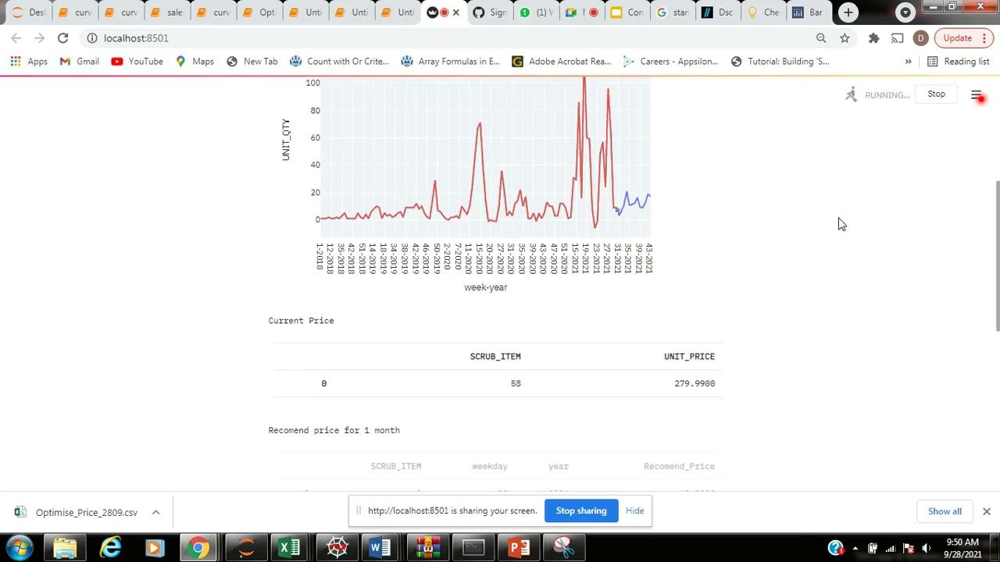 Desl
curv
curv
sale:
curv
Opti
Unti
Unti
Unti
Sign
(1) W
I
Con
star
Dsc
Che
Bar
localhost:8501
D
Update
Apps
Gmail
YouTube
Maps
New Tab
Count with Or Crite...
Array Formulas in E...
Adobe Acrobat Rea...
Careers - Appsilon...
Tutorial: Building 'S...
»
Reading list
RUNNING...
Stop
UNIT_QTY
100
80
60
40
20
0
1-2018
12-2018
35-2018
42-2018
51-2018
14-2019
18-2019
34-2019
38-2019
42-2019
46-2019
50-2019
2-2020
7-2020
11-2020
15-2020
20-2020
27-2020
31-2020
35-2020
39-2020
43-2020
47-2020
51-2020
15-2021
19-2021
23-2021
27-2021
31-2021
35-2021
39-2021
43-2021
week-year
Current Price
SCRUB_ITEM UNIT_PRICE
0 58 279.9900
Recomend price for 1 month
SCRUB_ITEM weekday year Recomend_Price
Optimise_Price_2809.csv
http://localhost:8501 is sharing your screen.
Stop sharing
Hide
Show all
9:50 AM
9/28/2021